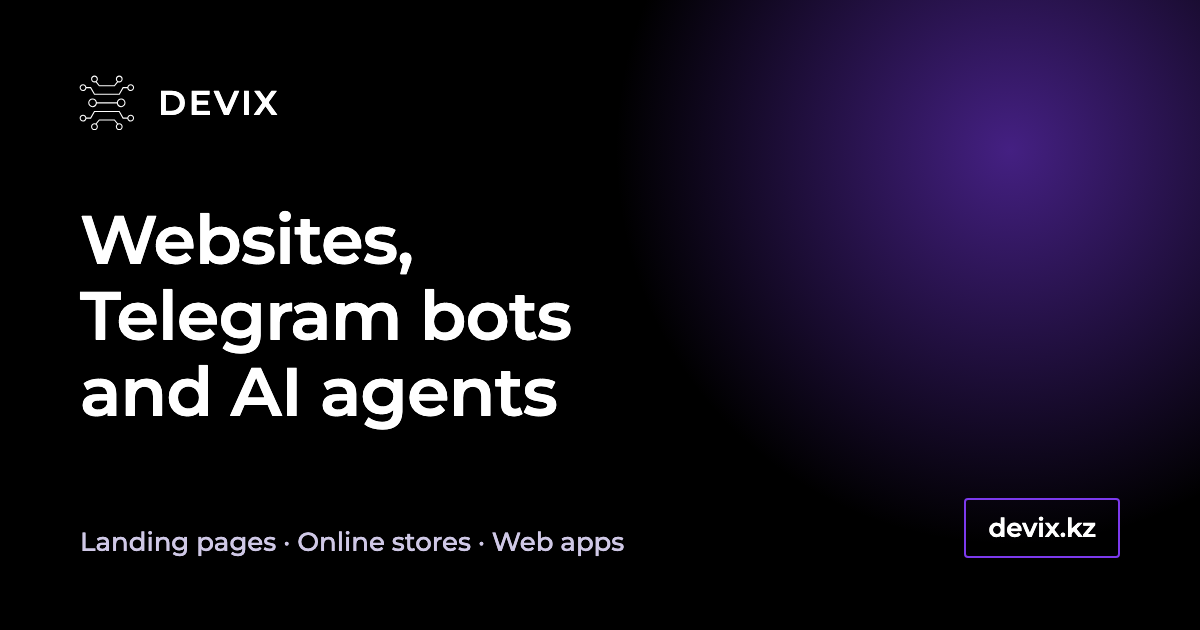 DEVIX
Websites,
Telegram bots
and AI agents
Landing pages · Online stores · Web apps
devix.kz